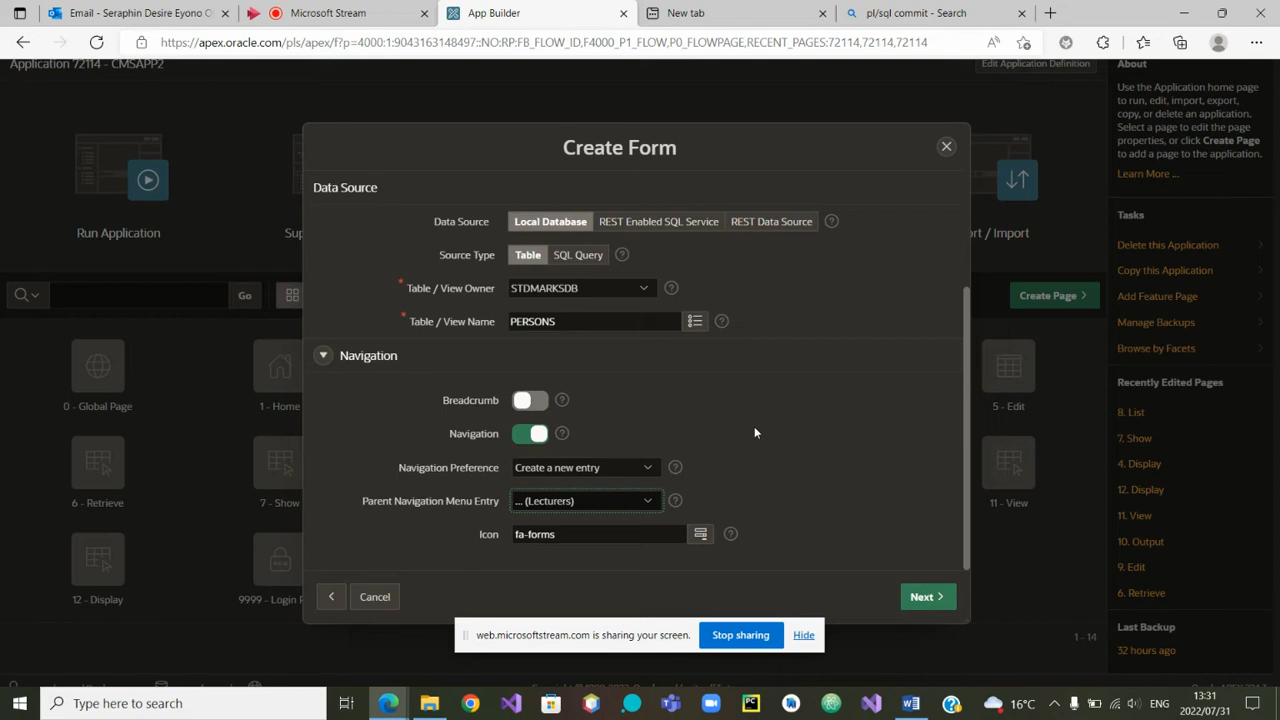 Email - Seraphin Desire Eyono O
Microsoft Stream
App Builder
New tab
pl/sql commit - Search
https://apex.oracle.com/pls/apex/f?p=4000:1:9043163148497::NO:RP:FB_FLOW_ID,F4000_P1_FLOW,P0_FLOWPAGE,RECENT_PAGES:72114,72114,72114
Application 72114 - CMSAPP2
Edit Application Definition
About
Use the Application home page
to run, edit, import, export,
copy, or delete an application.
Select a page to edit the page
properties, or click Create Page
to add a page to the application.
Learn More ...
Run Application
Sup
rt / Import
Go
Create Page
Tasks
Delete this Application
Copy this Application
Add Feature Page
Manage Backups
Browse by Facets
Recently Edited Pages
8. List
7. Show
4. Display
12. Display
11. View
10. Output
9. Edit
6. Retrieve
Last Backup
32 hours ago
0 - Global Page
1 - Home
5 - Edit
6 - Retrieve
7 - Show
11 - View
12 - Display
9999 - Login P
1 - 14
Create Form
Data Source
Data Source
Local Database
REST Enabled SQL Service
REST Data Source
Source Type
Table
SQL Query
* Table / View Owner
STDMARKSDB
* Table / View Name
PERSONS
Navigation
Breadcrumb
Navigation
Navigation Preference
Create a new entry
Parent Navigation Menu Entry
... (Lecturers)
Icon
fa-forms
Cancel
Next
web.microsoftstream.com is sharing your screen.
Stop sharing
Hide
Type here to search
16°C
ENG
13:31
2022/07/31